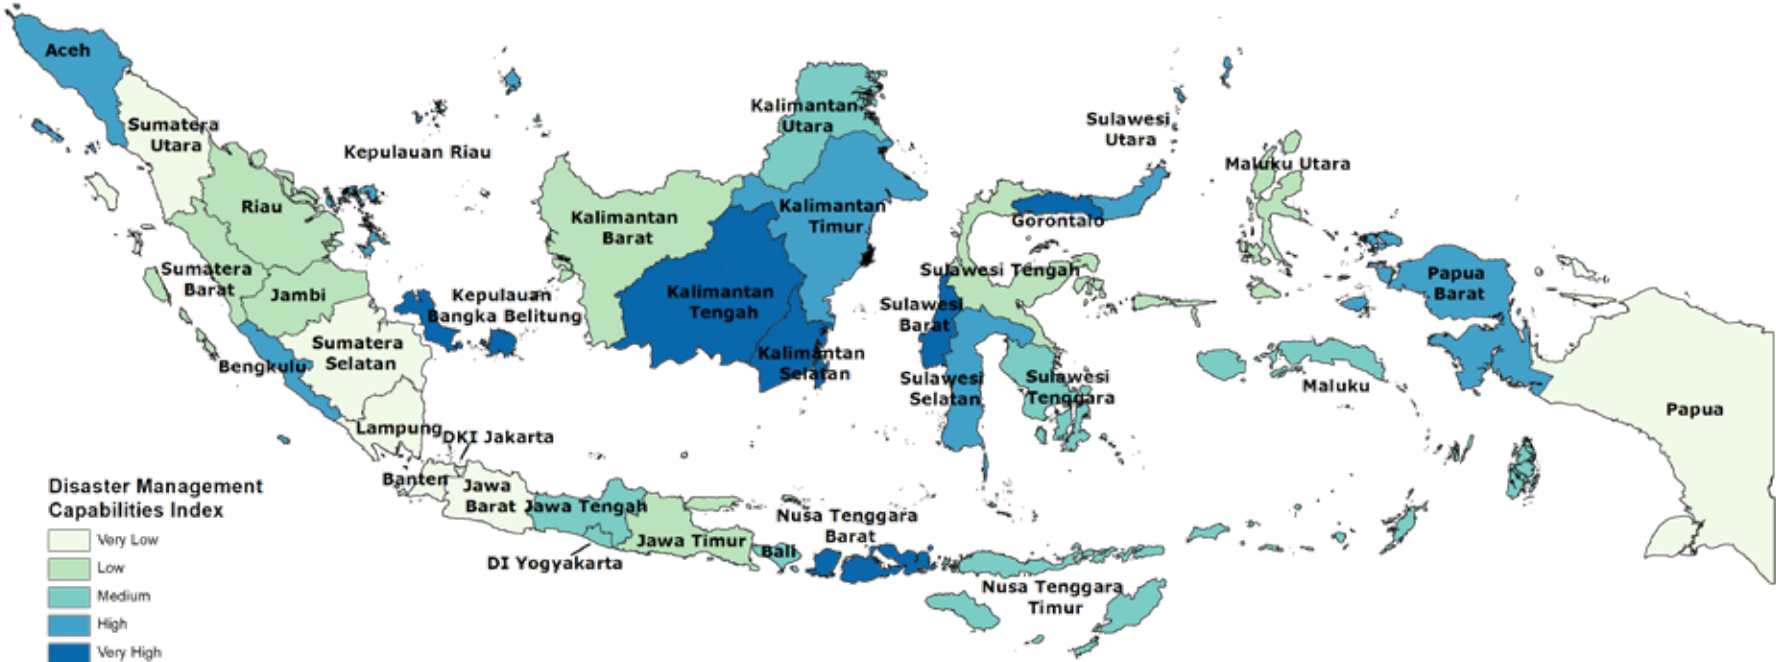 Aceh
Sumatera
Utara
Kepulauan Riau
Riau
Sumatera
Barat
Jambi
Kepulauan
Bangka Belitung
Sumatera
Selatan
Bengkulu
Lampung
DKI Jakarta
Banten
Jawa
Barat
Jawa Tengah
DI Yogyakarta
Jawa Timur
Bali
Nusa Tenggara
Barat
Nusa Tenggara
Timur
Kalimantan
Utara
Kalimantan
Barat
Kalimantan
Timur
Kalimantan
Tengah
Kalimantan
Selatan
Sulawesi
Utara
Gorontalo
Sulawesi Tengah
Sulawesi
Barat
Sulawesi
Selatan
Sulawesi
Tenggara
Maluku Utara
Maluku
Papua
Barat
Papua
Disaster Management
Capabilities Index
Very Low
Low
Medium
High
Very High